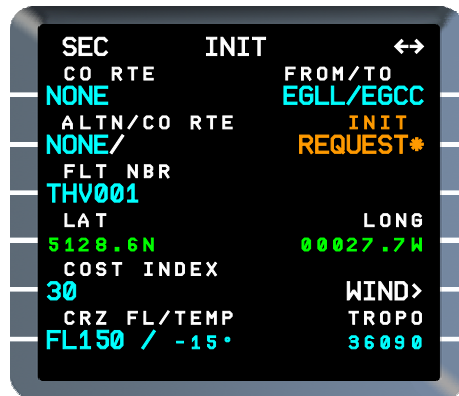 SEC INIT ↔
CO RTE FROM/TO
NONE EGLL/EGCC
ALTN/CO RTE INIT
NONE/ REQUEST*
FLT NBR
THV001
LAT LONG
5128.6N 00027.7W
COST INDEX
30 WIND>
CRZ FL/TEMP TROPO
FL150 / -15° 36090